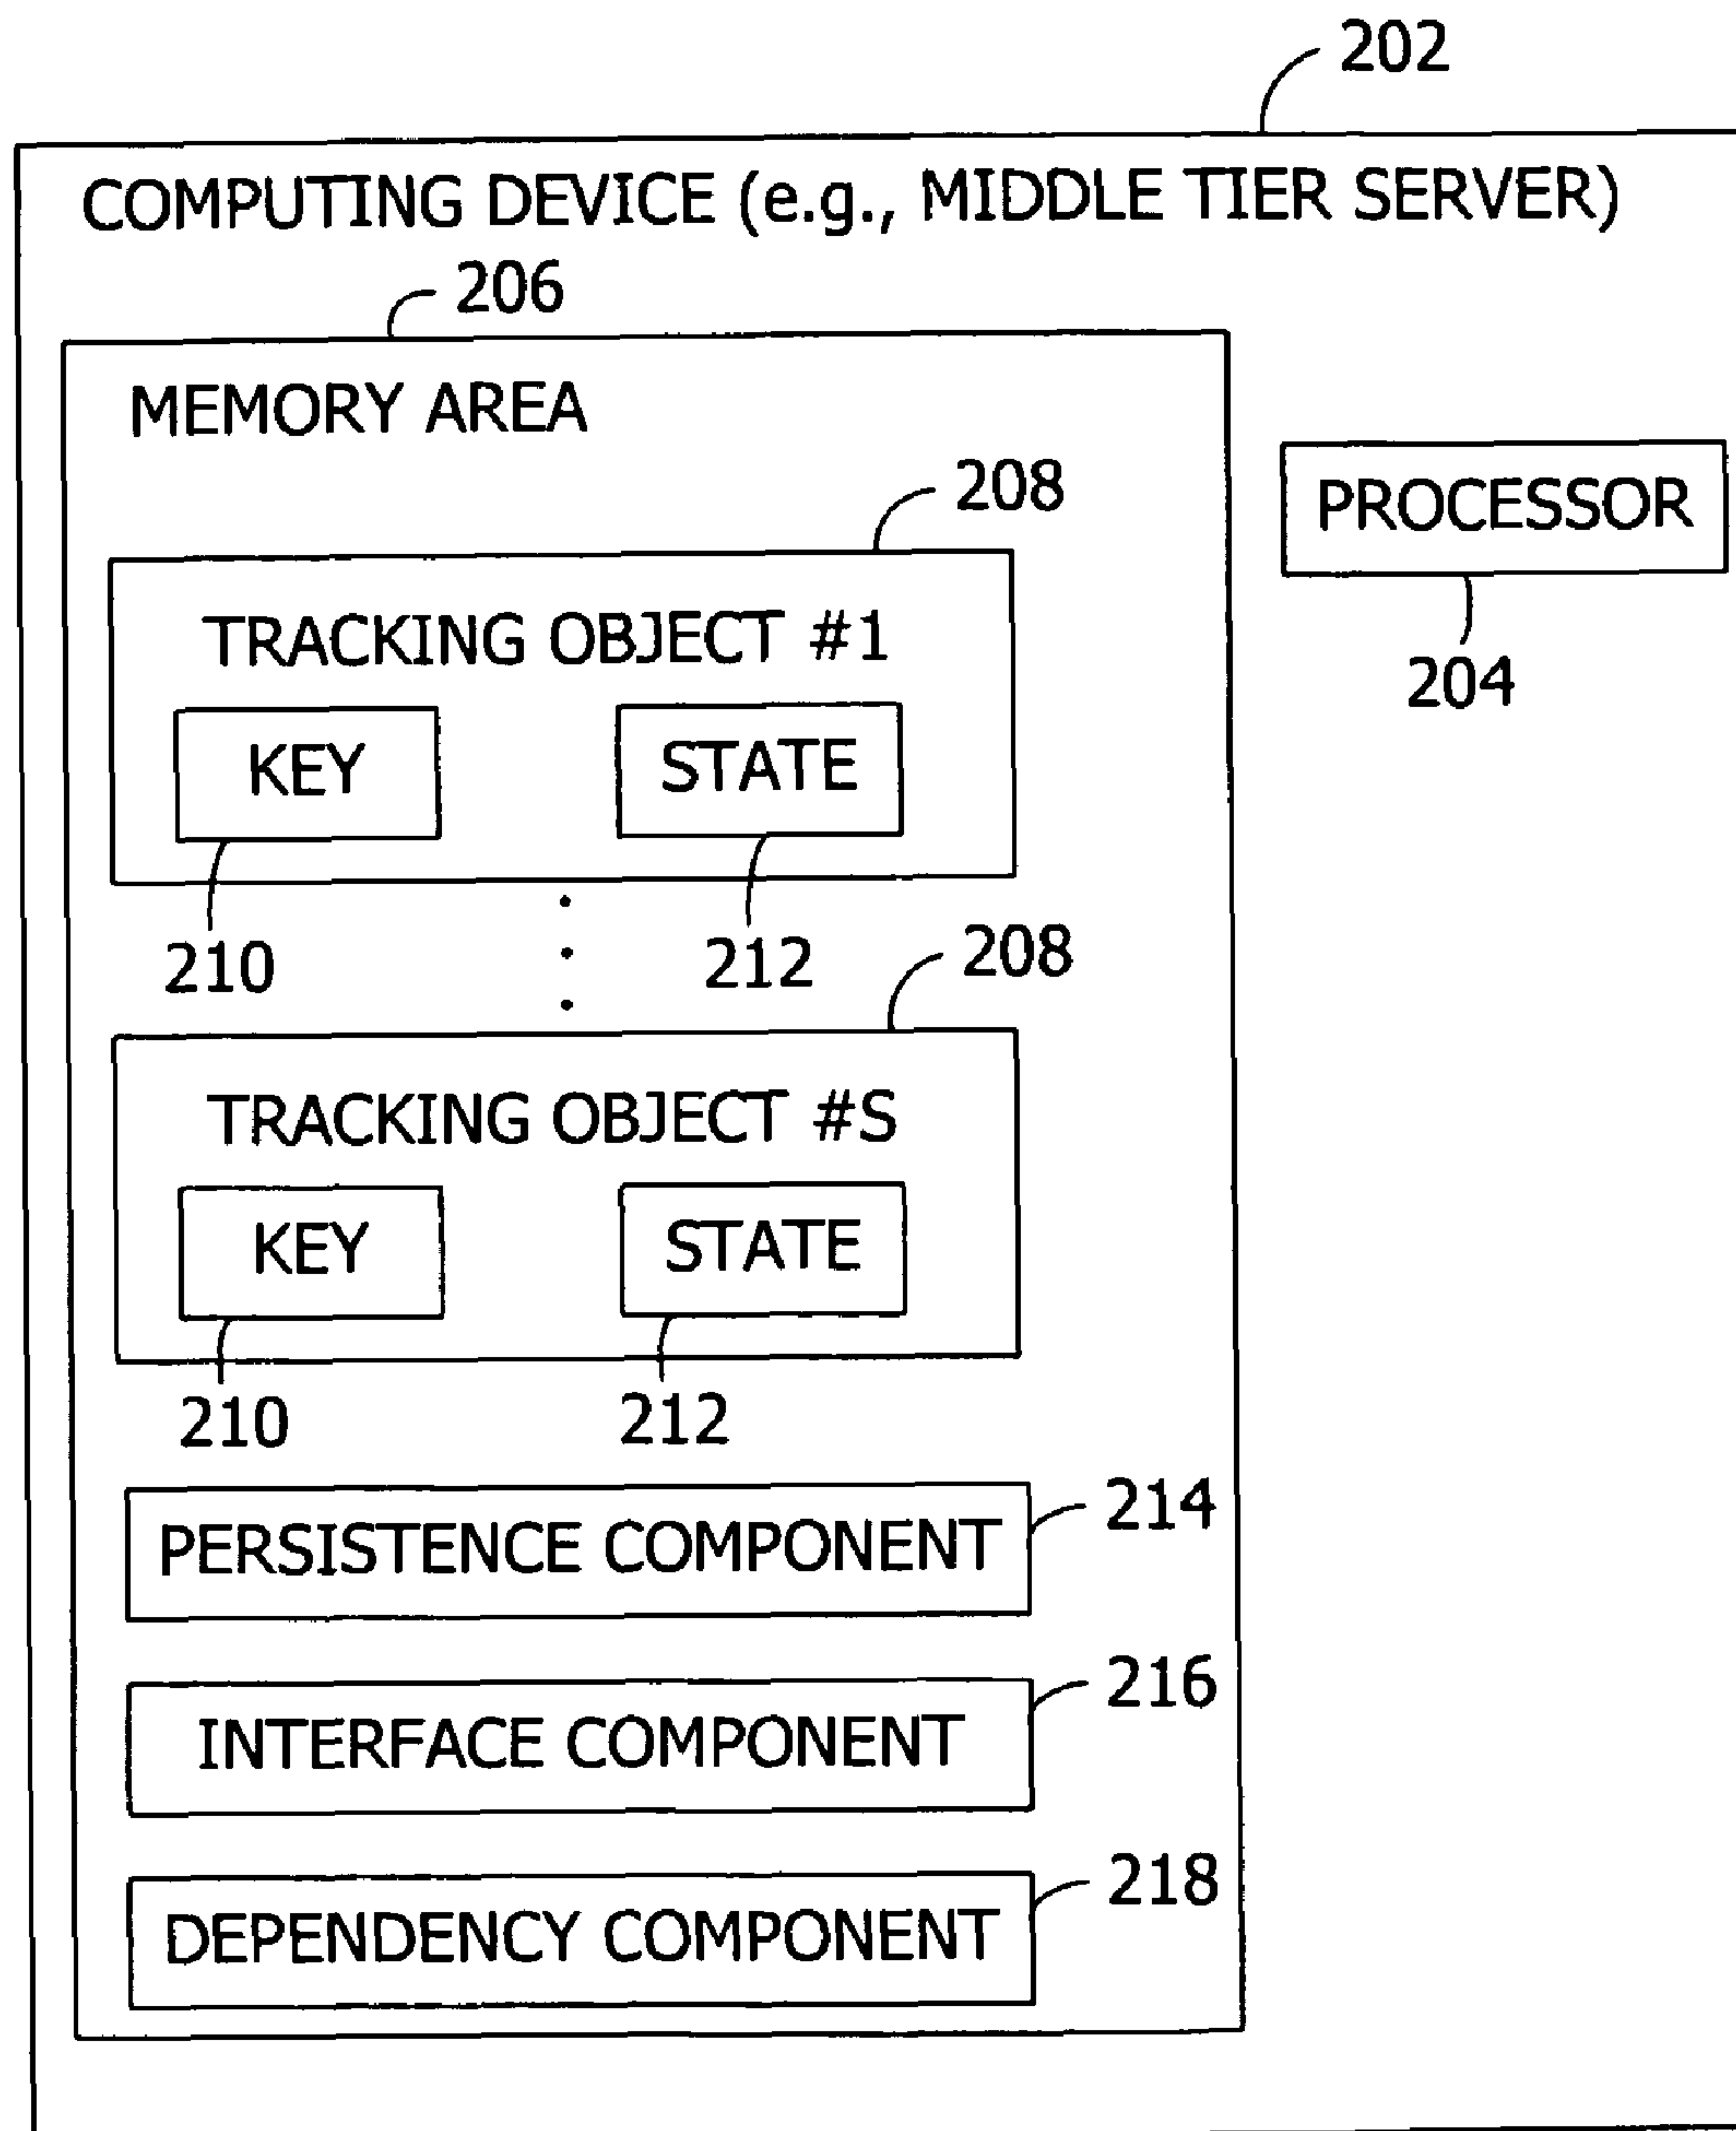 202
COMPUTING DEVICE (e.g., MIDDLE TIER SERVER)
206
MEMORY AREA
208
PROCESSOR
204
TRACKING OBJECT #1
KEY
STATE
210
212
208
TRACKING OBJECT #S
KEY
STATE
210
212
PERSISTENCE COMPONENT
214
INTERFACE COMPONENT
216
DEPENDENCY COMPONENT
218